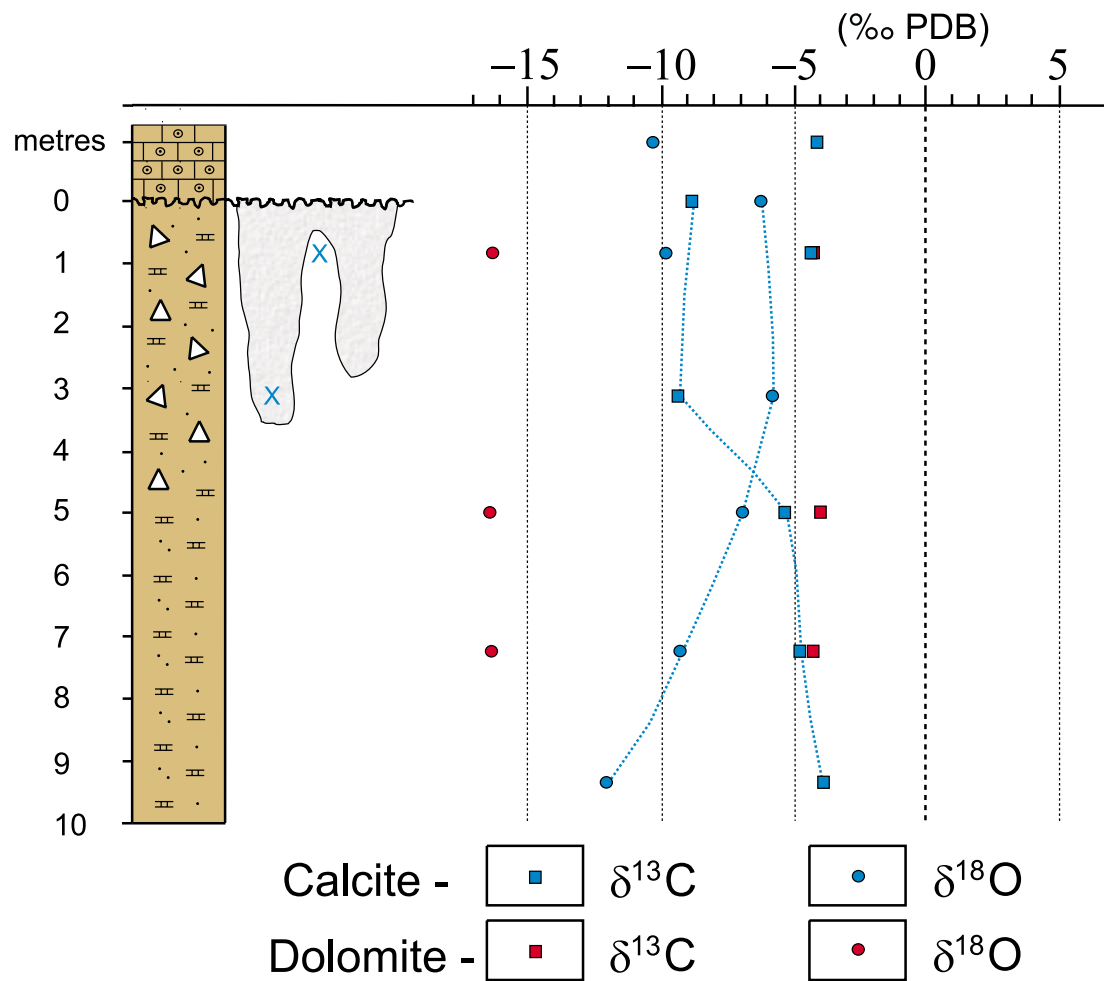 (‰ PDB)
−15 −10 −5 0 5
metres
0
1
2
3
4
5
6
7
8
9
10
X
X
Calcite - δ¹³C δ¹⁸O
Dolomite - δ¹³C δ¹⁸O